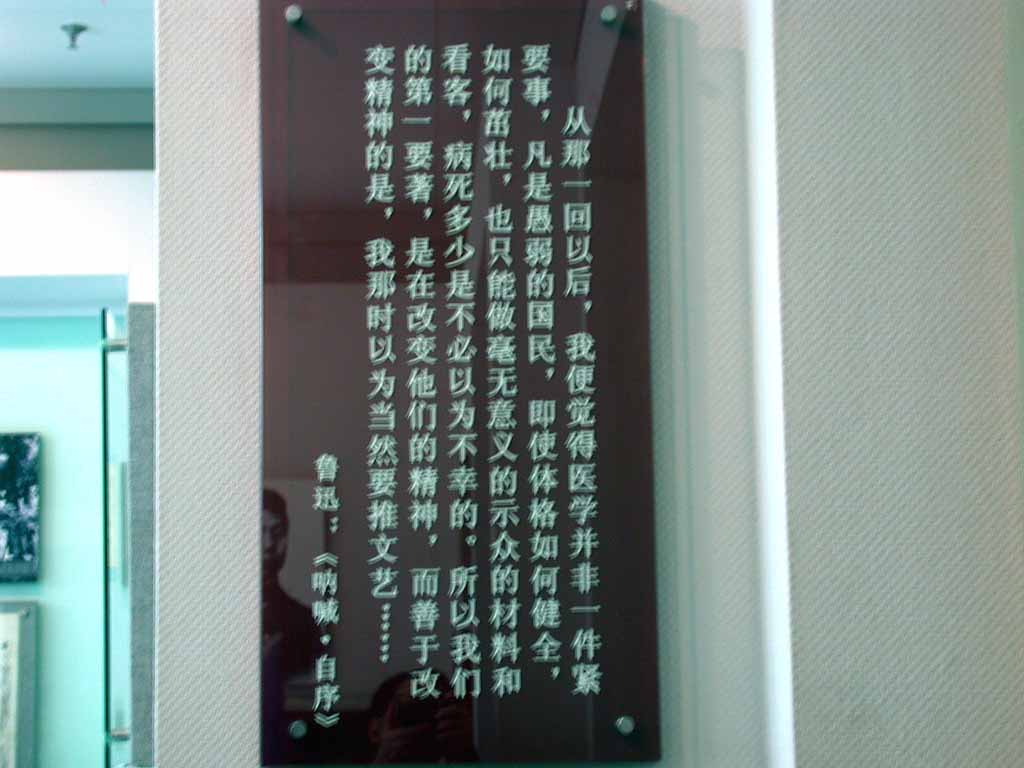 从那一回以后，我便觉得医学并非一件紧
要事，凡是愚弱的国民，即使体格如何健全，
如何茁壮，也只能做毫无意义的示众的材料和
看客，病死多少是不必以为不幸的。所以我们
的第一要著，是在改变他们的精神，而善于改
变精神的是，我那时以为当然要推文艺……
鲁迅：《呐喊·自序》